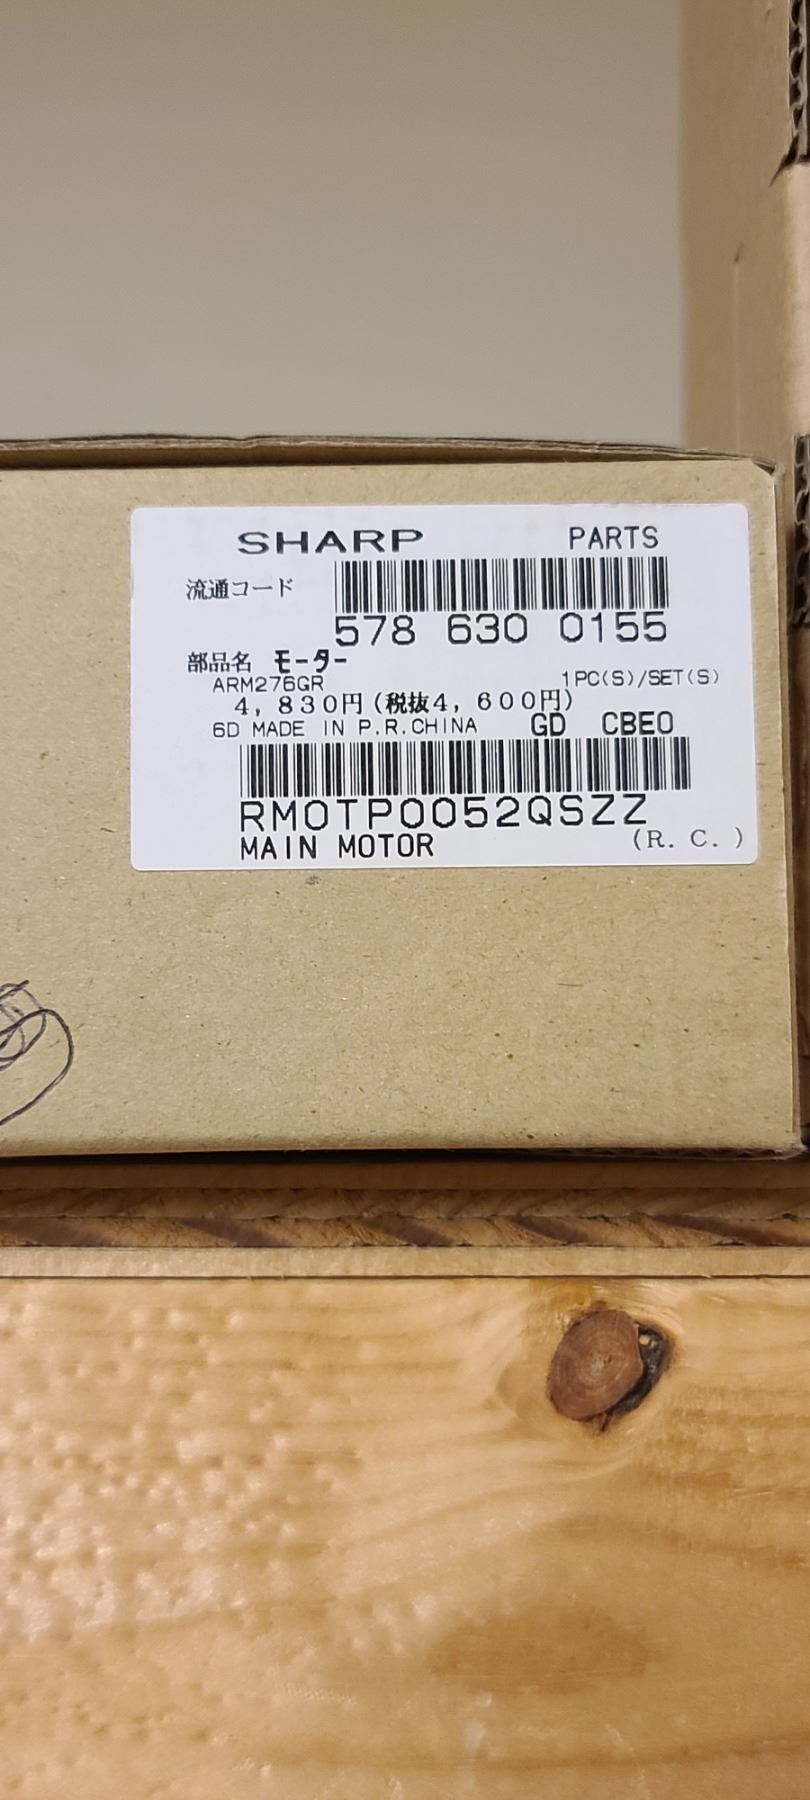 SHARP PARTS
流通コード
578 630 0155
部品名 モーター
ARM276GR 1PC(S)/SET(S)
4,830円(税抜4,600円)
6D MADE IN P.R.CHINA GD CBE0
RMOTP0052QSZZ
MAIN MOTOR (R.C.)